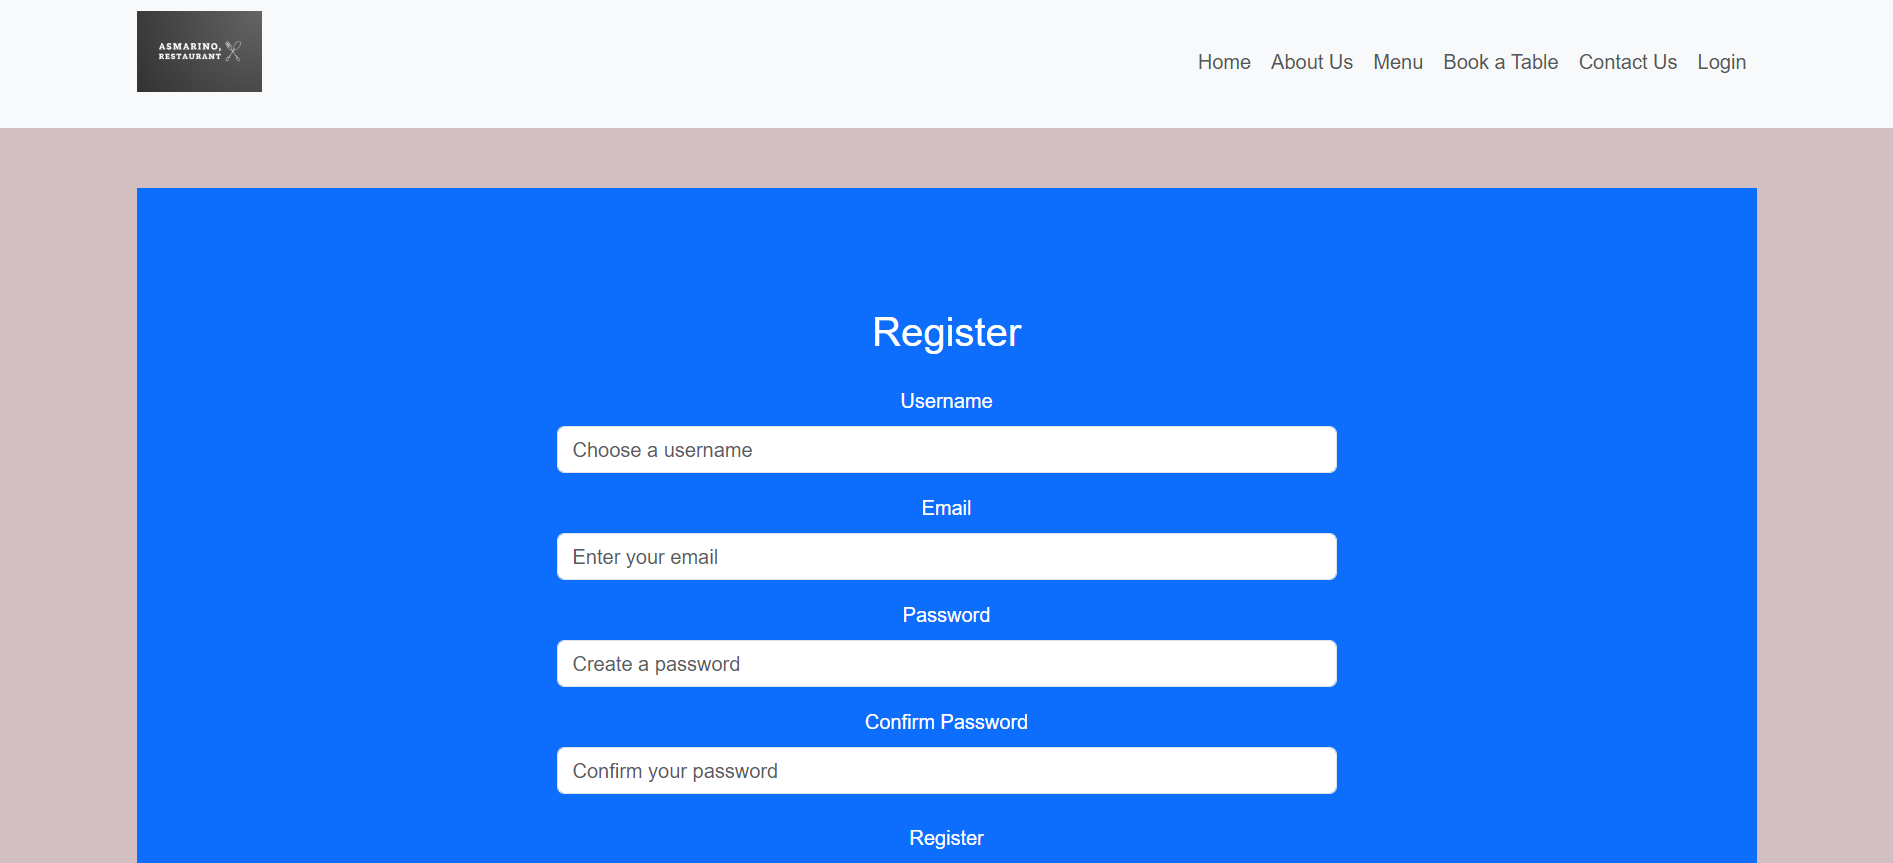 ASMARINO,
RESTAURANT
Home About Us Menu Book a Table Contact Us Login
Register
Username
Choose a username
Email
Enter your email
Password
Create a password
Confirm Password
Confirm your password
Register